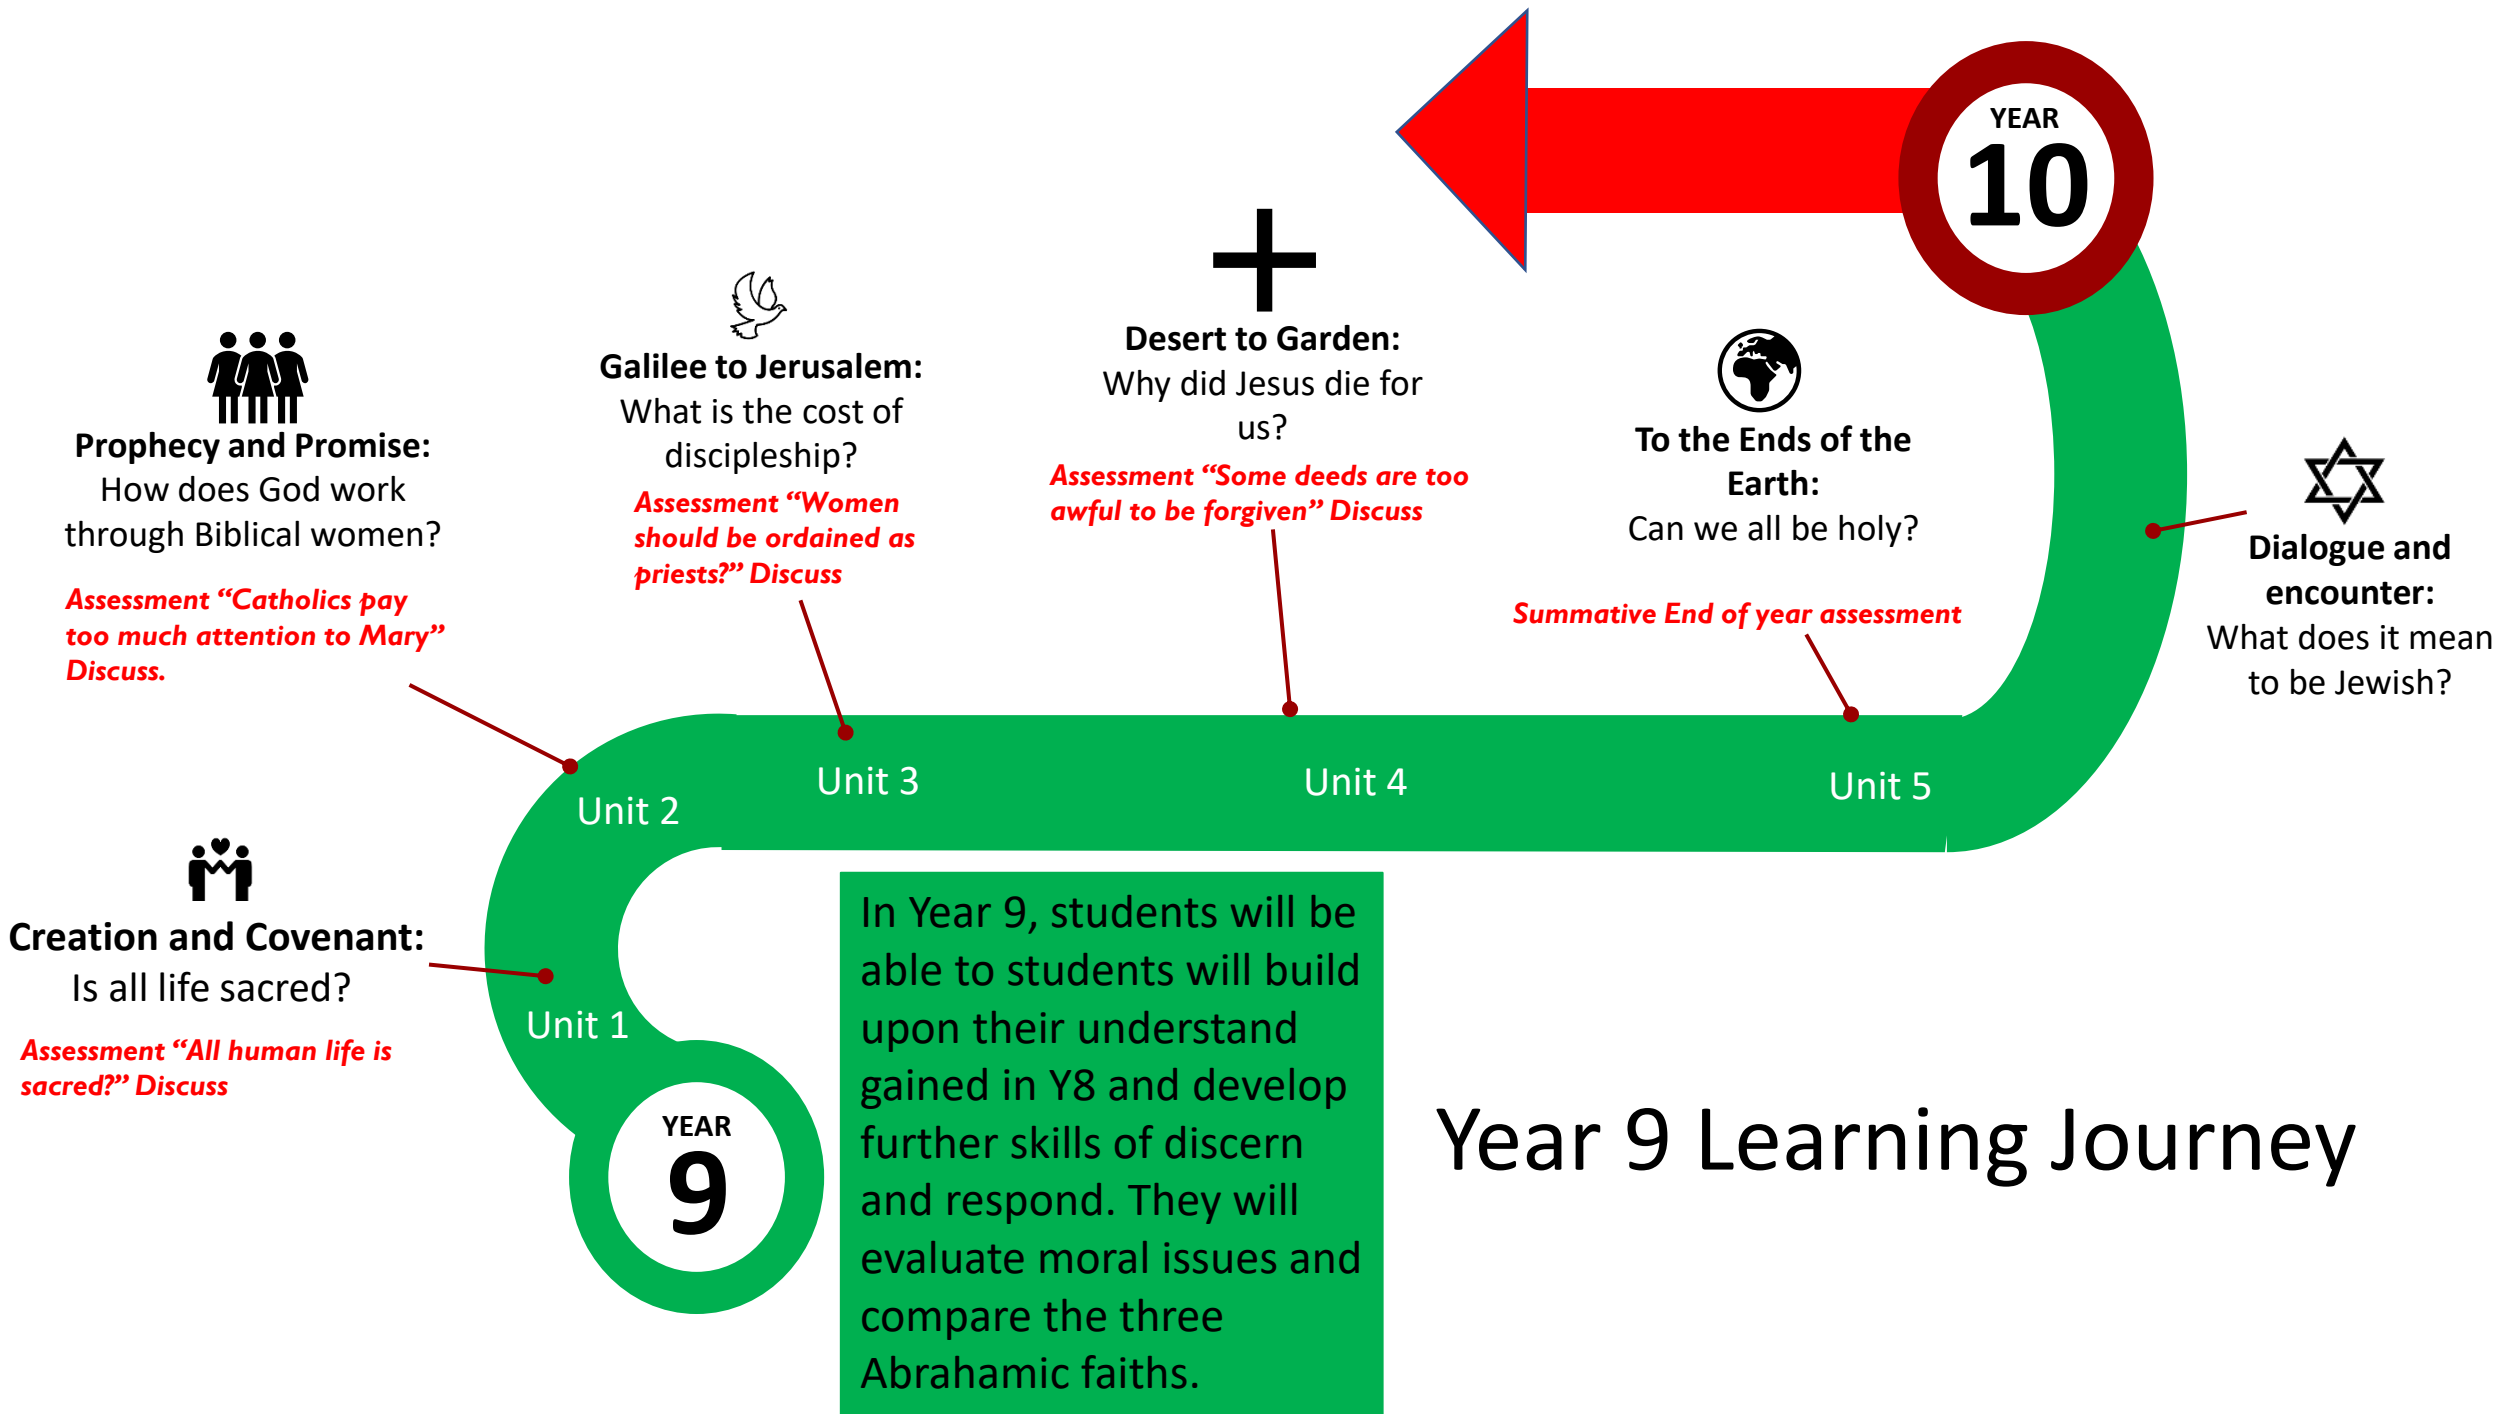 YEAR
10
Desert to Garden:
Why did Jesus die for
us?
Assessment “Some deeds are too
awful to be forgiven” Discuss
Galilee to Jerusalem:
What is the cost of
discipleship?
Assessment “Women
should be ordained as
priests?” Discuss
Prophecy and Promise:
How does God work
through Biblical women?
Assessment “Catholics pay
too much attention to Mary”
Discuss.
To the Ends of the
Earth:
Can we all be holy?
Summative End of year assessment
Dialogue and
encounter:
What does it mean
to be Jewish?
Unit 3
Unit 4
Unit 5
Unit 2
Creation and Covenant:
Is all life sacred?
Assessment “All human life is
sacred?” Discuss
Unit 1
YEAR
9
In Year 9, students will be
able to students will build
upon their understand
gained in Y8 and develop
further skills of discern
and respond. They will
evaluate moral issues and
compare the three
Abrahamic faiths.
Year 9 Learning Journey